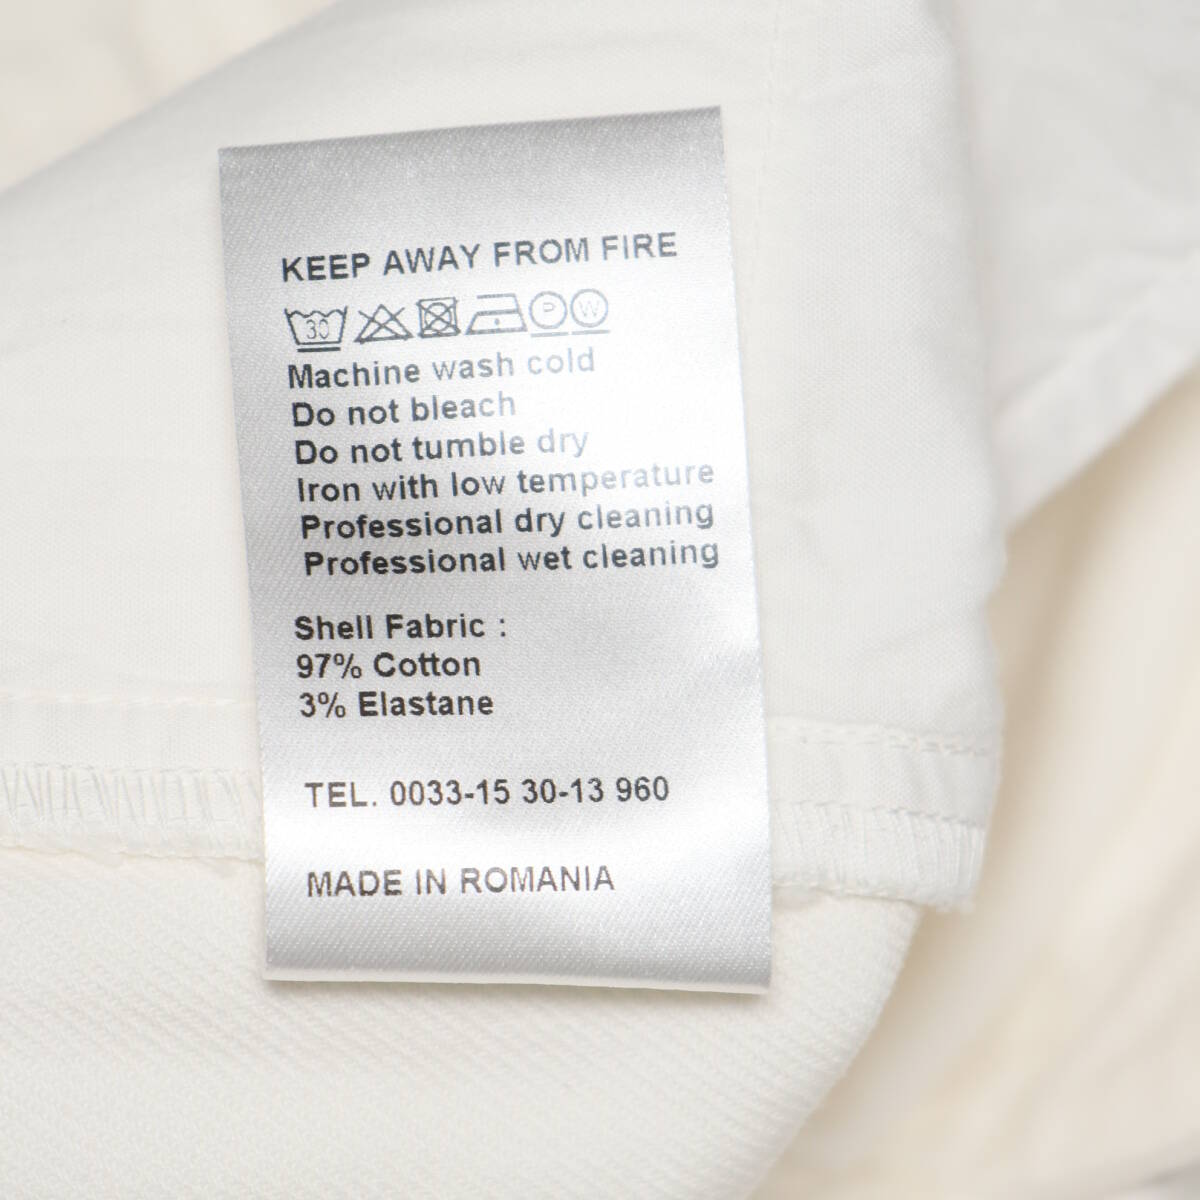 KEEP AWAY FROM FIRE
30 P W
Machine wash cold
Do not bleach
Do not tumble dry
Iron with low temperature
Professional dry cleaning
Professional wet cleaning
Shell Fabric :
97% Cotton
3% Elastane
TEL. 0033-15 30-13 960
MADE IN ROMANIA